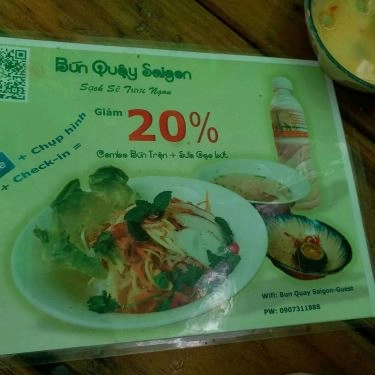 Bún Quậy Saigon
Sạch Sẽ Tươi Ngon
Giảm
20%
+ Chụp hình
+ Check-in =
Combo Bún Trộn + Sữa Gạo lứt
Wifi: Bun Quay Saigon-Guest
PW: 0907311888